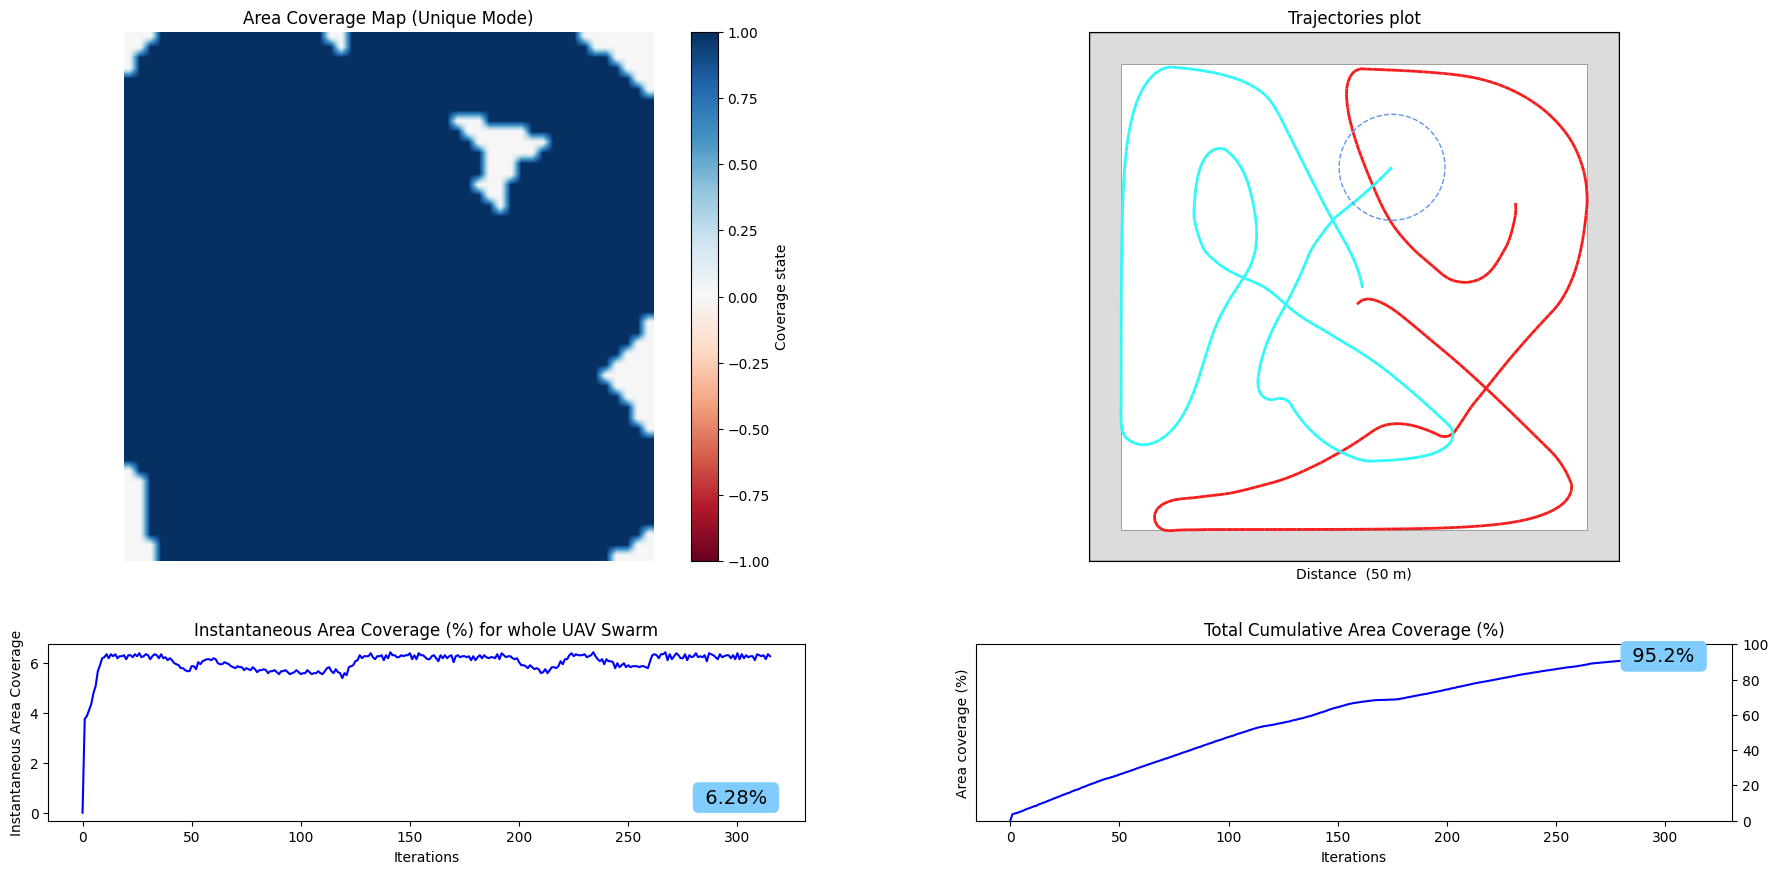 Area Coverage Map (Unique Mode)
1.00
0.75
0.50
0.25
0.00
−0.25
−0.50
−0.75
−1.00
Coverage state
Trajectories plot
Distance  (50 m)
Instantaneous Area Coverage (%) for whole UAV Swarm
Instantaneous Area Coverage
6
4
2
0
6.28%
0 50 100 150 200 250 300
Iterations
Total Cumulative Area Coverage (%)
Area coverage (%)
95.2%
100
80
60
40
20
0
0 50 100 150 200 250 300
Iterations